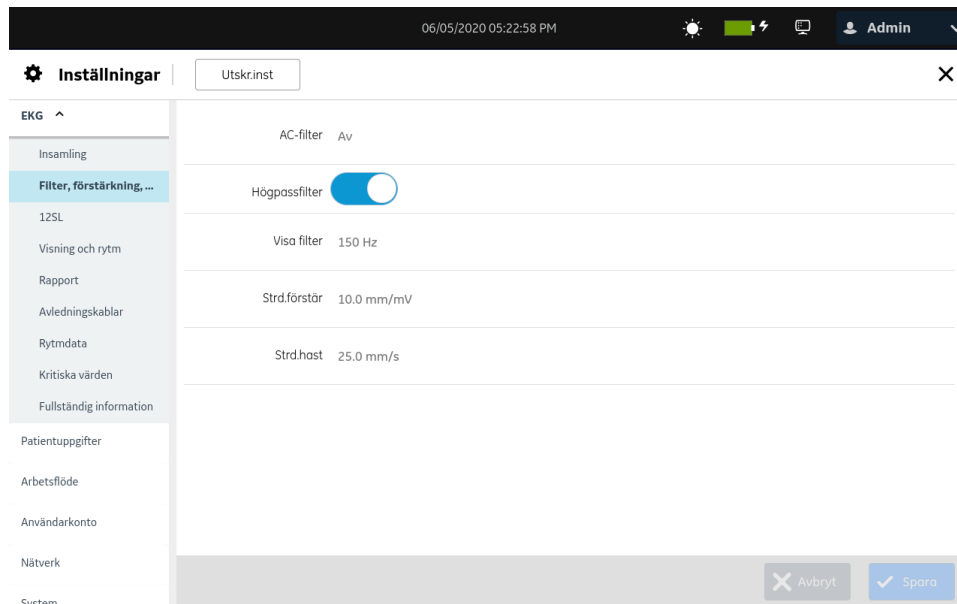 06/05/2020 05:22:58 PM
Admin
Inställningar
Utskr.inst
EKG
Insamling
Filter, förstärkning, ...
12SL
Visning och rytm
Rapport
Avledningskablar
Rytmdata
Kritiska värden
Fullständig information
Patientuppgifter
Arbetsflöde
Användarkonto
Nätverk
System
AC-filter Av
Högpassfilter
Visa filter 150 Hz
Strd.förstär 10.0 mm/mV
Strd.hast 25.0 mm/s
Avbryt
Spara